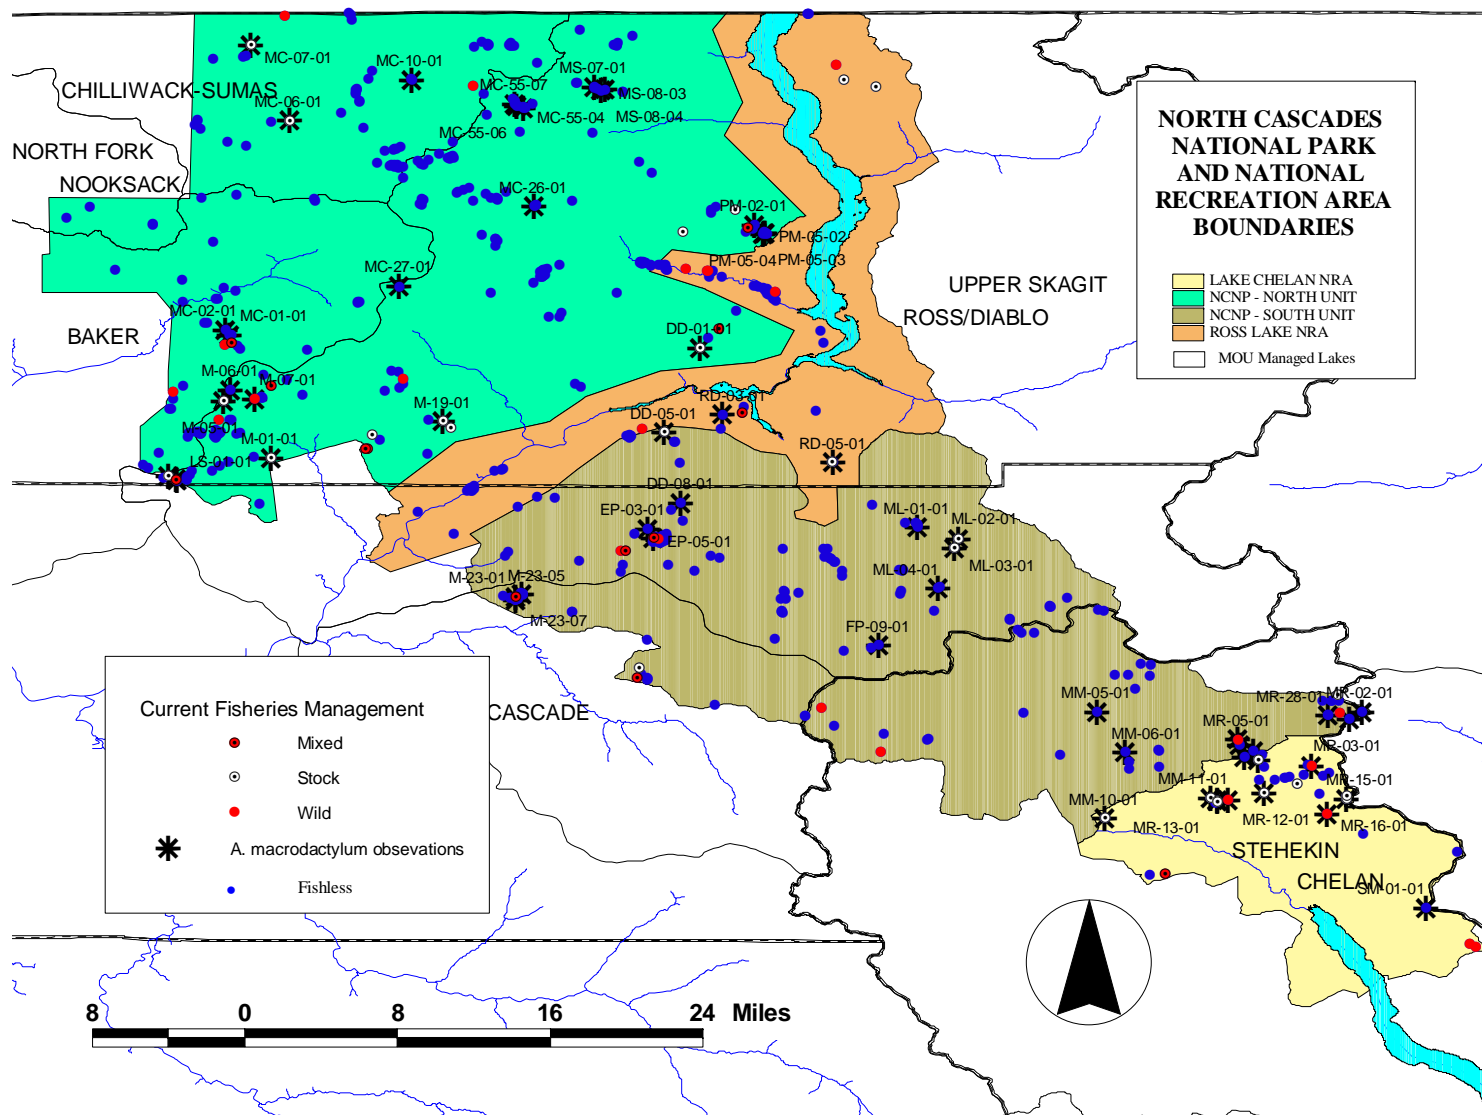 MC-07-01
MC-10-01
CHILLIWACK-SUMAS
MC-06-01
MC-55-07
MS-07-01
MS-08-03
MC-55-04
MS-08-04
MC-55-06
NORTH FORK
NOOKSACK
MC-26-01
PM-02-01
PM-05-02
PM-05-04
PM-05-03
MC-27-01
MC-02-01
MC-01-01
BAKER
DD-01-01
UPPER SKAGIT
ROSS/DIABLO
M-06-01
M-07-01
M-05-01
M-19-01
M-01-01
LS-01-01
RD-03-01
DD-05-01
RD-05-01
DD-08-01
EP-03-01
EP-05-01
ML-01-01
ML-02-01
ML-03-01
ML-04-01
M-23-01
M-23-05
M-23-07
FP-09-01
CASCADE
MM-05-01
MM-06-01
MR-28-01
MR-02-01
MR-05-01
MR-03-01
MM-11-01
MR-15-01
MM-10-01
MR-13-01
MR-12-01
MR-16-01
STEHEKIN
CHELAN
SM-01-01
NORTH CASCADES
NATIONAL PARK
AND NATIONAL
RECREATION AREA
BOUNDARIES
LAKE CHELAN NRA
NCNP - NORTH UNIT
NCNP - SOUTH UNIT
ROSS LAKE NRA
MOU Managed Lakes
Current Fisheries Management
Mixed
Stock
Wild
A. macrodactylum obsevations
Fishless
8 0 8 16 24 Miles